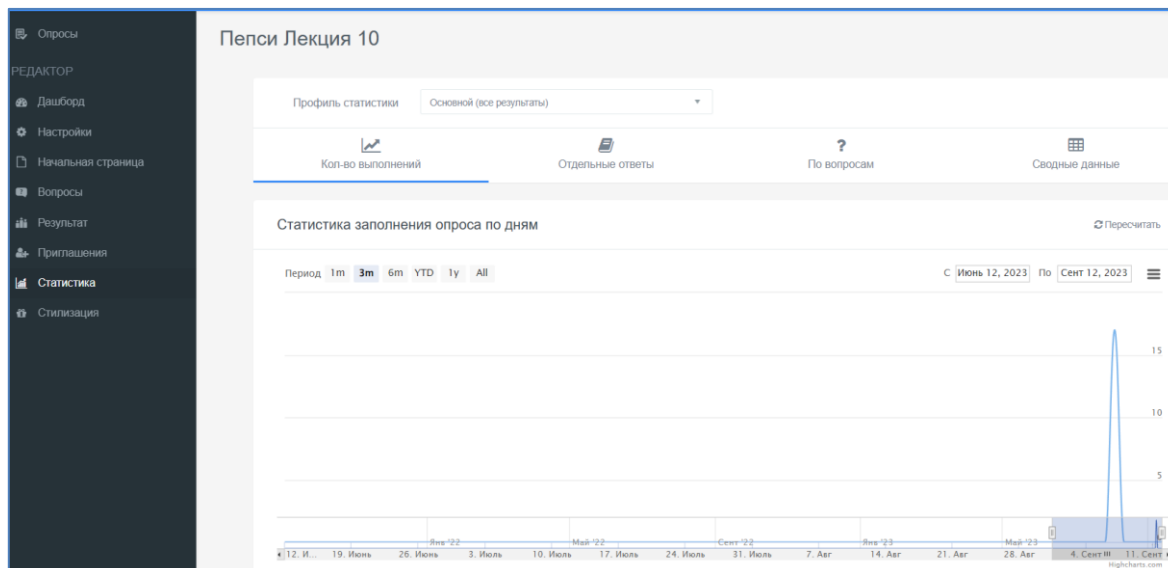 Опросы
РЕДАКТОР
Дашборд
Настройки
Начальная страница
Вопросы
Результат
Приглашения
Статистика
Стилизация
Пепси Лекция 10
Профиль статистики Основной (все результаты)
Кол-во выполнений Отдельные ответы По вопросам Сводные данные
Статистика заполнения опроса по дням Пересчитать
Период 1m 3m 6m YTD 1y All С Июнь 12, 2023 По Сент 12, 2023
15
10
5
Янв '22 Май '22 Сент '22 Янв '23 Май '23
12. И... 19. Июнь 26. Июнь 3. Июль 10. Июль 17. Июль 24. Июль 31. Июль 7. Авг 14. Авг 21. Авг 28. Авг 4. Сент 11. Сент
Highcharts.com